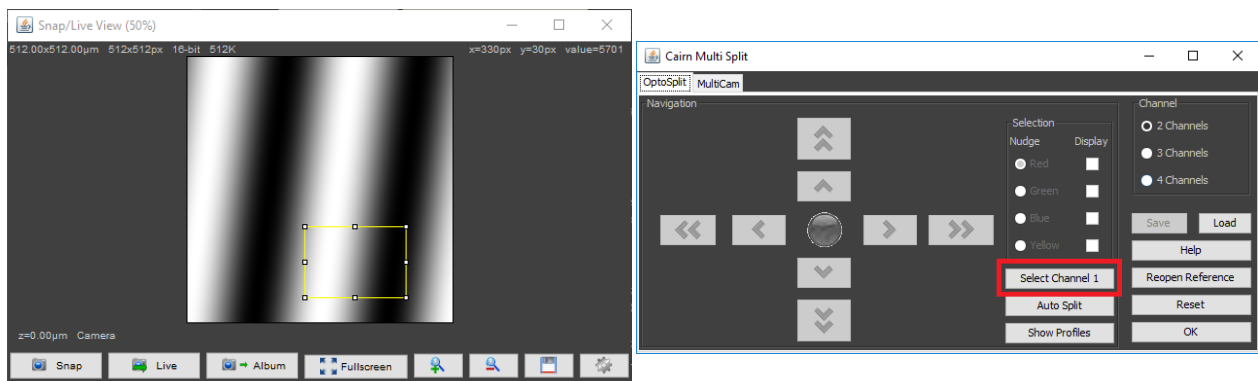 Snap/Live View (50%)
512.00x512.00µm 512x512px 16-bit 512K
x=330px y=30px value=5701
z=0.00µm Camera
Snap
Live
Album
Fullscreen
Cairn Multi Split
OptoSplit
MultiCam
Navigation
Selection
Nudge Display
Red
Green
Blue
Yellow
Select Channel 1
Auto Split
Show Profiles
Channel
2 Channels
3 Channels
4 Channels
Save
Load
Help
Reopen Reference
Reset
OK